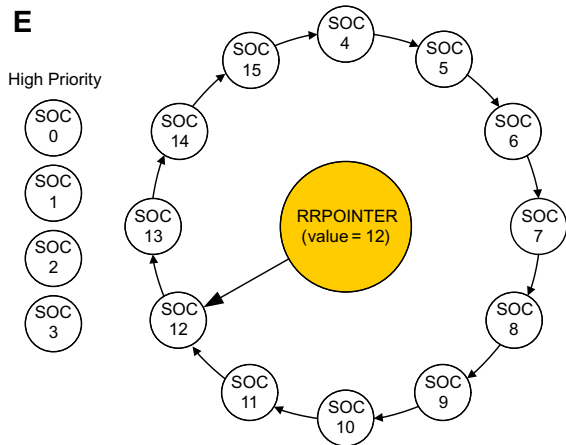 E
High Priority
SOC
0
SOC
1
SOC
2
SOC
3
SOC
4
SOC
5
SOC
6
SOC
7
SOC
8
SOC
9
SOC
10
SOC
11
SOC
12
SOC
13
SOC
14
SOC
15
RRPOINTER
(value = 12)